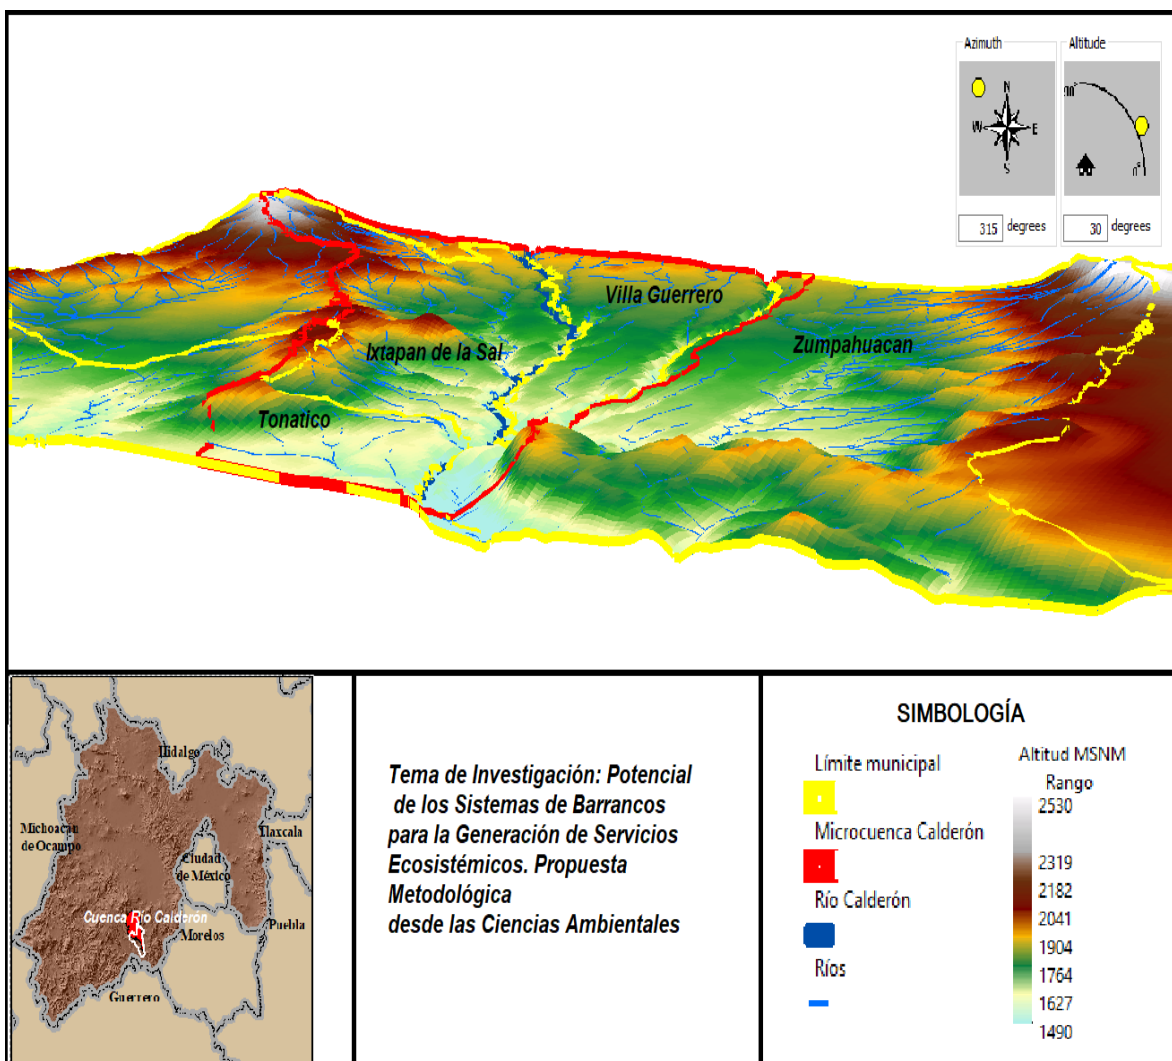 Azimuth
Altitude
N
W
E
S
0°
315 degrees
30 degrees
Villa Guerrero
Ixtapan de la Sal
Zumpahuacan
Tonatico
Hidalgo
Michoacán
de Ocampo
Tlaxcala
Ciudad
de México
Cuenca Río Calderón
Puebla
Morelos
Guerrero
Tema de Investigación: Potencial
de los Sistemas de Barrancos
para la Generación de Servicios
Ecosistémicos. Propuesta
Metodológica
desde las Ciencias Ambientales
SIMBOLOGÍA
Límite municipal
Microcuenca Calderón
Río Calderón
Ríos
Altitud MSNM
Rango
2530
2319
2182
2041
1904
1764
1627
1490